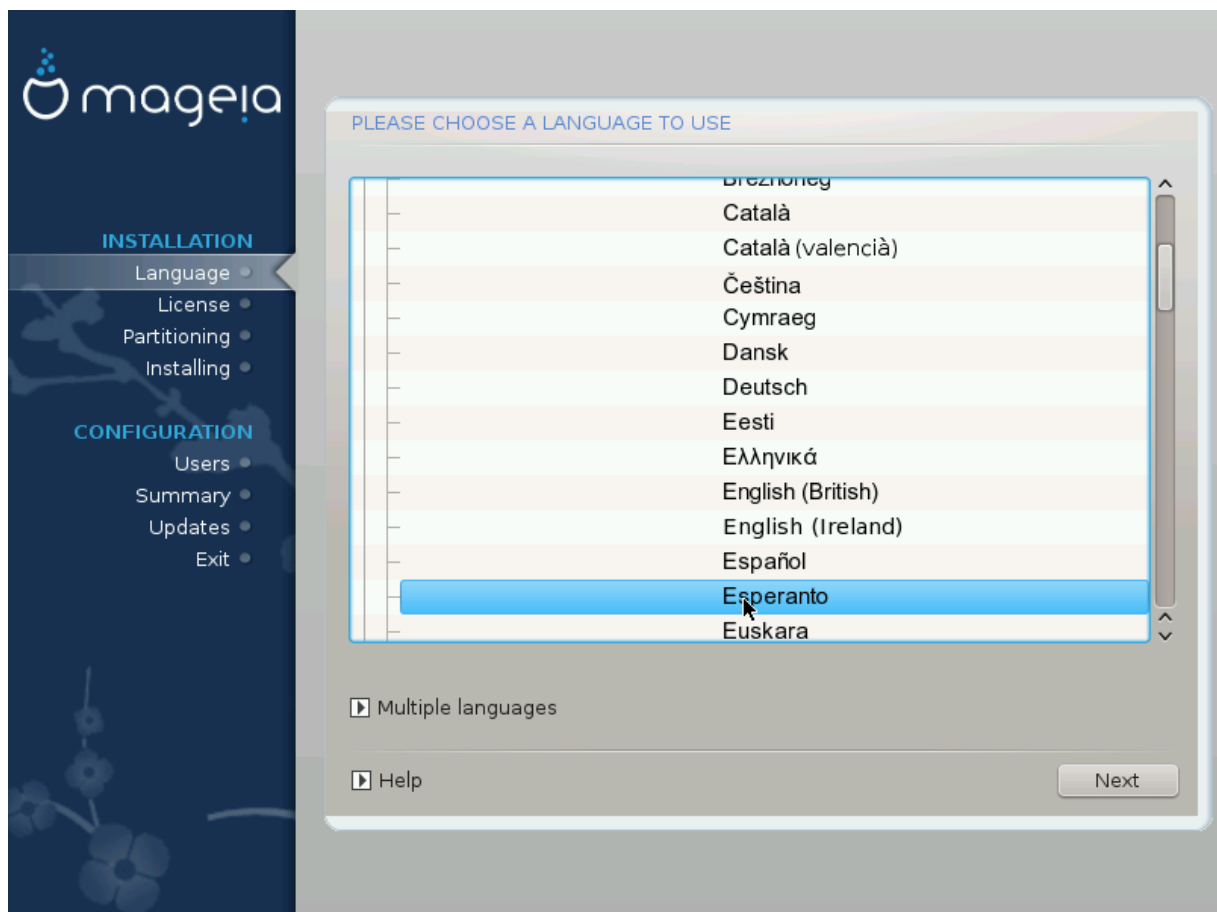 mageia
INSTALLATION
Language
License
Partitioning
Installing
CONFIGURATION
Users
Summary
Updates
Exit
PLEASE CHOOSE A LANGUAGE TO USE
Brezhoneg
Català
Català (valencià)
Čeština
Cymraeg
Dansk
Deutsch
Eesti
Ελληνικά
English (British)
English (Ireland)
Español
Esperanto
Euskara
Multiple languages
Help
Next